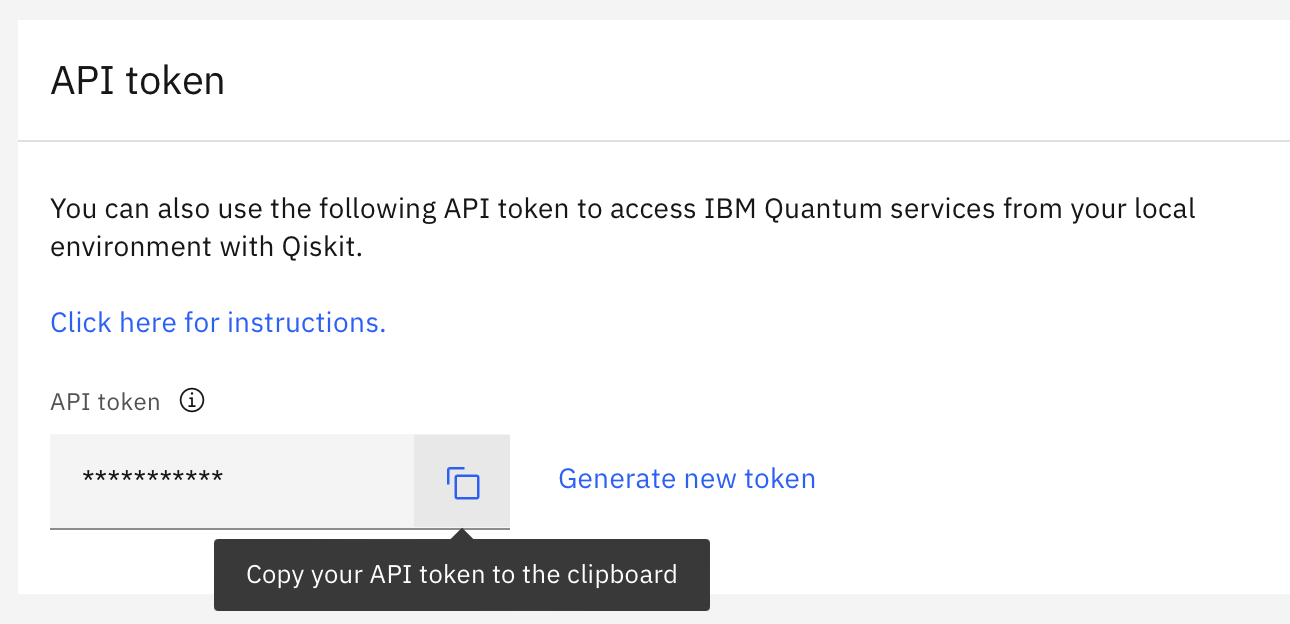 API token
You can also use the following API token to access IBM Quantum services from your local
environment with Qiskit.
Click here for instructions.
API token
***********
Generate new token
Copy your API token to the clipboard